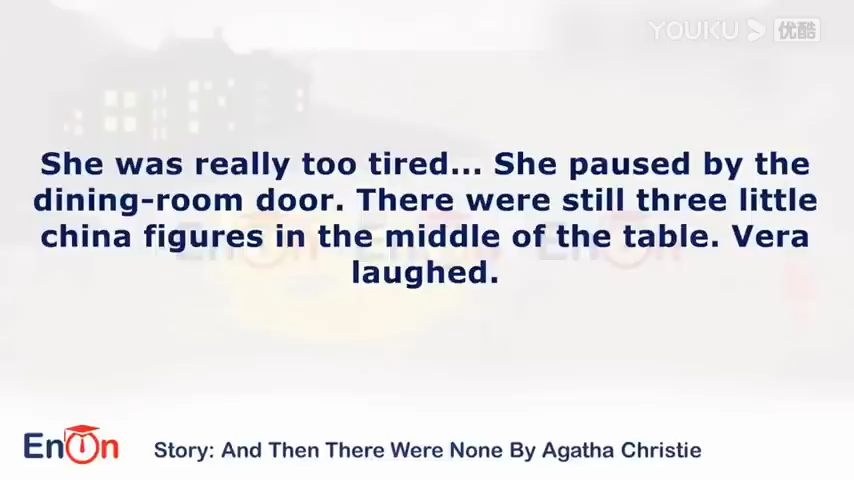 YOUKU 优酷
She was really too tired... She paused by the
dining-room door. There were still three little
china figures in the middle of the table. Vera
laughed.
EnOn
Story: And Then There Were None By Agatha Christie